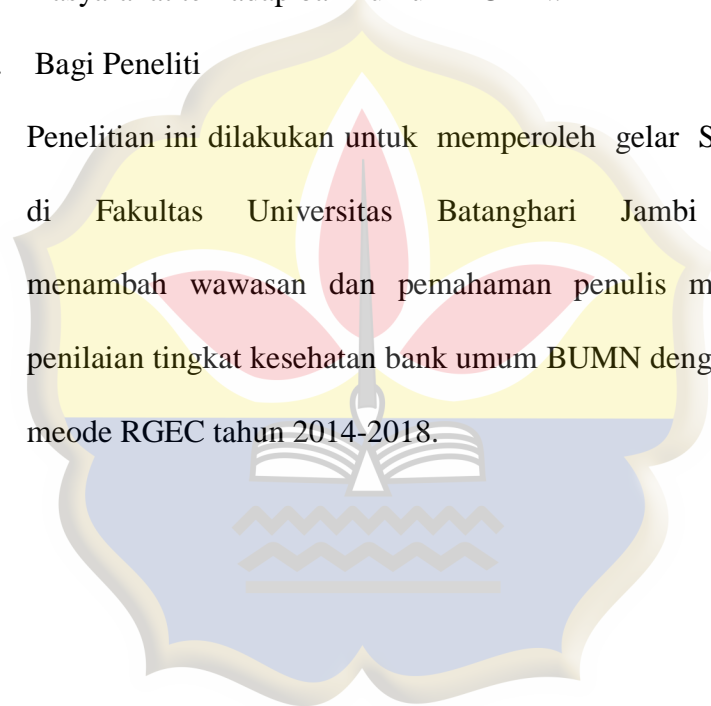 . Bagi Peneliti
Penelitian ini dilakukan untuk memperoleh gelar S
di Fakultas Universitas Batanghari Jambi
menambah wawasan dan pemahaman penulis m
penilaian tingkat kesehatan bank umum BUMN deng
meode RGEC tahun 2014-2018.